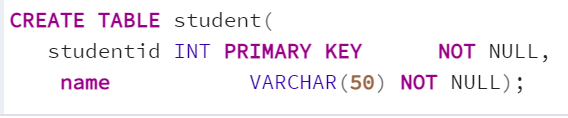 CREATE TABLE student(
studentid INT PRIMARY KEY NOT NULL,
name VARCHAR(50) NOT NULL);